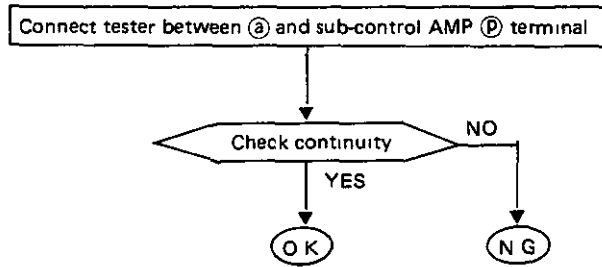 Connect tester between ⓐ and sub-control AMP ⓟ terminal
Check continuity
NO
YES
OK
NG